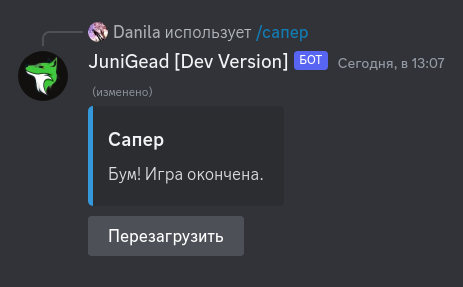 Danila использует /сапер
JuniGead [Dev Version] БОТ Сегодня, в 13:07
(изменено)
Сапер
Бум! Игра окончена.
Перезагрузить